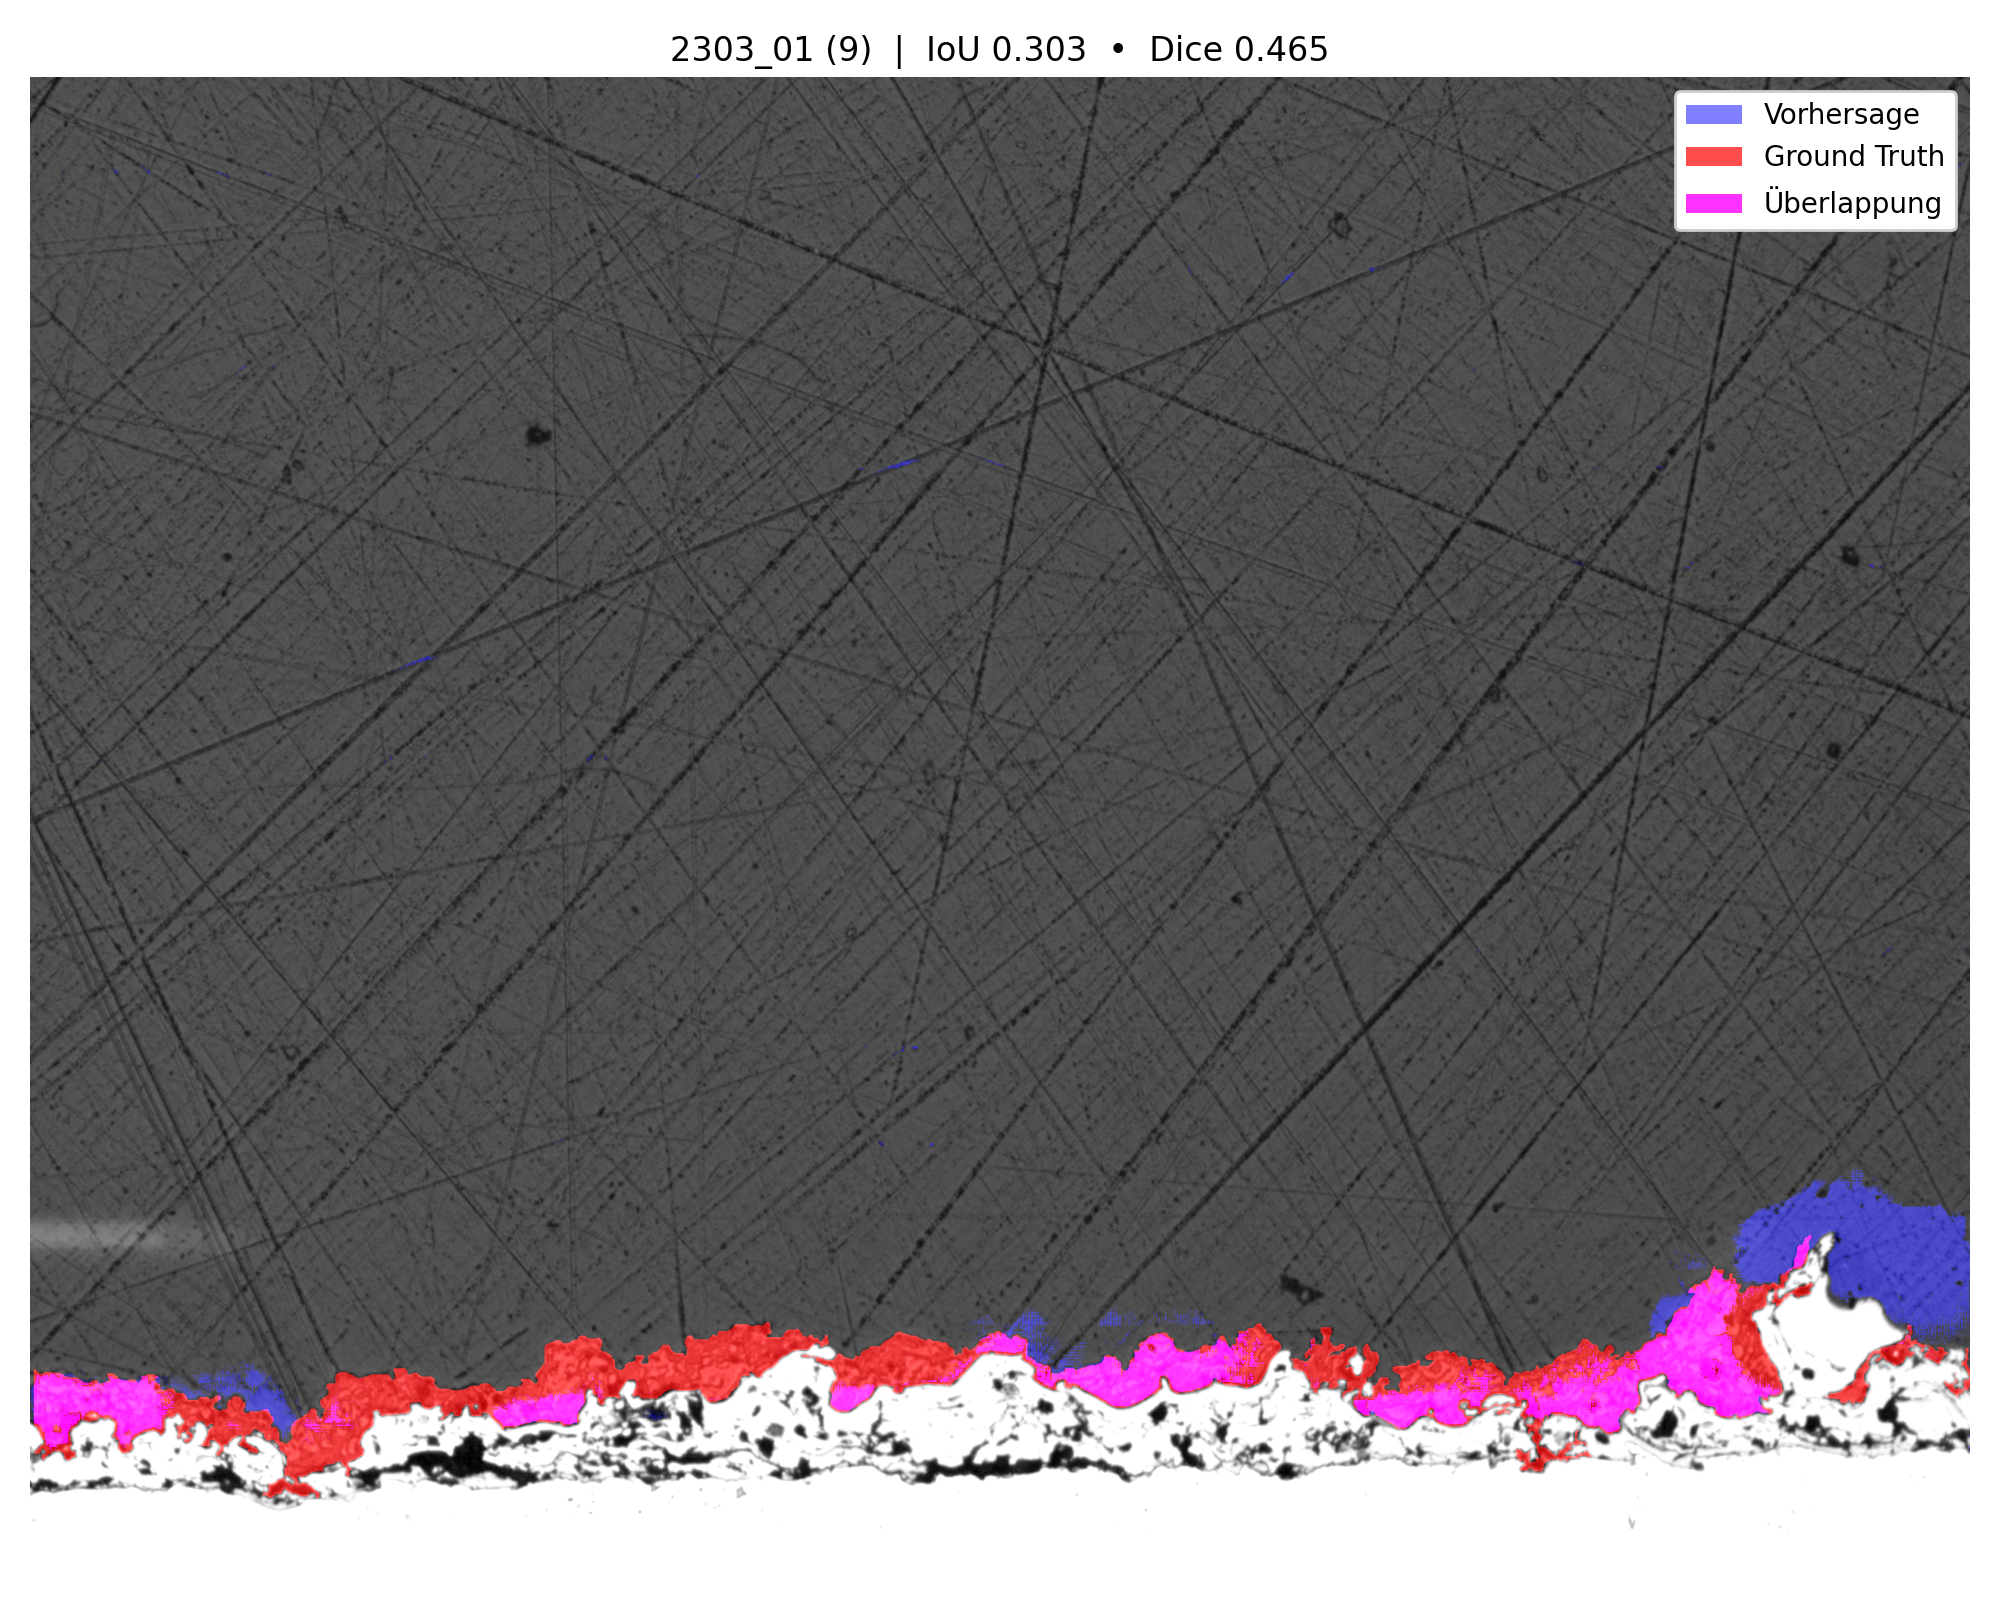 2303_01 (9) | IoU 0.303 • Dice 0.465
Vorhersage
Ground Truth
Überlappung